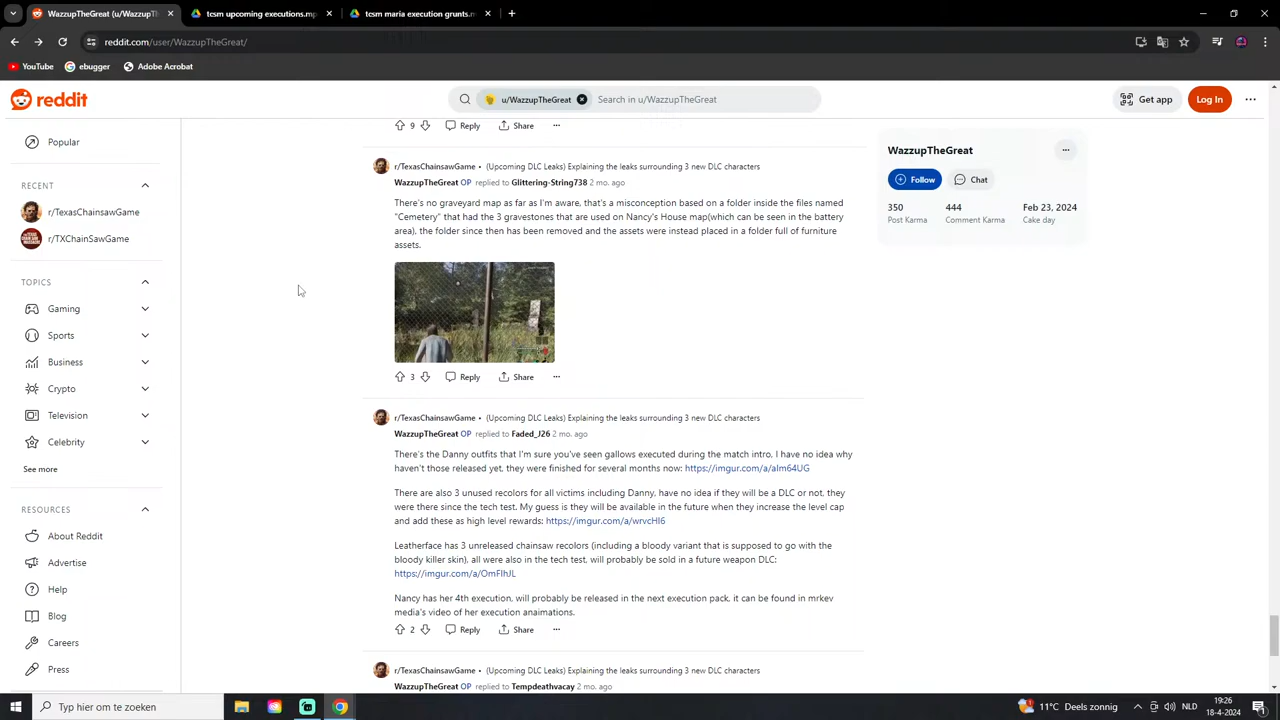 WazzupTheGreat (u/WazzupThe
tcsm upcoming executions.mp
tcsm maria execution grunts.m
reddit.com/user/WazzupTheGreat/
YouTube
ebugger
Adobe Acrobat
reddit
u/WazzupTheGreat
Search in u/WazzupTheGreat
Get app
Log In
Popular
RECENT
r/TexasChainsawGame
r/TXChainSawGame
TOPICS
Gaming
Sports
Business
Crypto
Television
Celebrity
See more
RESOURCES
About Reddit
Advertise
Help
Blog
Careers
Press
9 Reply Share
r/TexasChainsawGame • (Upcoming DLC Leaks) Explaining the leaks surrounding 3 new DLC characters
WazzupTheGreat OP replied to Glittering-String738 2 mo. ago
There's no graveyard map as far as I'm aware, that's a misconception based on a folder inside the files named
"Cemetery" that had the 3 gravestones that are used on Nancy's House map(which can be seen in the battery
area), the folder since then has been removed and the assets were instead placed in a folder full of furniture
assets.
3 Reply Share
r/TexasChainsawGame • (Upcoming DLC Leaks) Explaining the leaks surrounding 3 new DLC characters
WazzupTheGreat OP replied to Faded_J26 2 mo. ago
There's the Danny outfits that I'm sure you've seen gallows executed during the match intro, I have no idea why
haven't those released yet, they were finished for several months now: https://imgur.com/a/aIm64UG
There are also 3 unused recolors for all victims including Danny, have no idea if they will be a DLC or not, they
were there since the tech test. My guess is they will be available in the future when they increase the level cap
and add these as high level rewards: https://imgur.com/a/wrvcHI6
Leatherface has 3 unreleased chainsaw recolors (including a bloody variant that is supposed to go with the
bloody killer skin), all were also in the tech test, will probably be sold in a future weapon DLC:
https://imgur.com/a/OmFIhJL
Nancy has her 4th execution, will probably be released in the next execution pack, it can be found in mrkev
media's video of her execution anaimations.
2 Reply Share
r/TexasChainsawGame • (Upcoming DLC Leaks) Explaining the leaks surrounding 3 new DLC characters
WazzupTheGreat OP replied to Tempdeathvacay 2 mo. ago
WazzupTheGreat
Follow
Chat
350 444 Feb 23, 2024
Post Karma Comment Karma Cake day
Typ hier om te zoeken
11°C Deels zonnig
NLD
19:26
18-4-2024